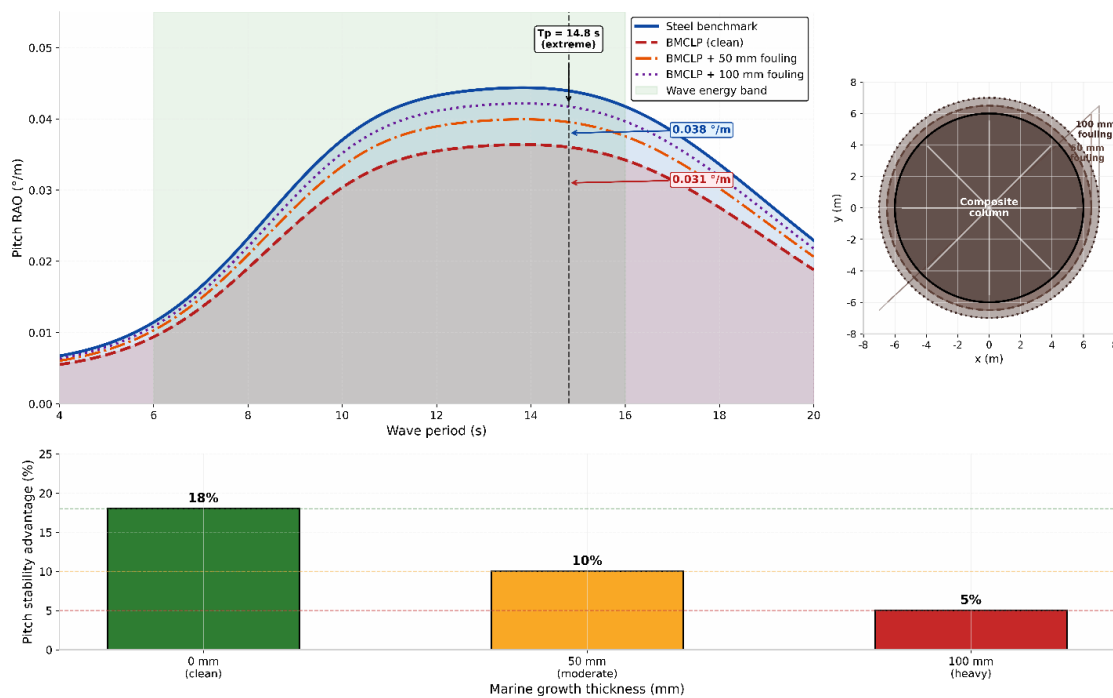 0.05
0.04
0.03
0.02
0.01
0.00
Pitch RAO (°/m)
4
6
8
10
12
14
16
18
20
Wave period (s)
Tp = 14.8 s
(extreme)
Steel benchmark
BMCLP (clean)
BMCLP + 50 mm fouling
BMCLP + 100 mm fouling
Wave energy band
0.038 °/m
0.031 °/m
8
6
4
2
0
-2
-4
-6
-8
y (m)
100 mm
fouling
50 mm
fouling
Composite
column
-8
-6
-4
-2
0
2
4
6
8
x (m)
25
20
15
10
5
0
Pitch stability advantage (%)
18%
10%
5%
0 mm
(clean)
50 mm
(moderate)
100 mm
(heavy)
Marine growth thickness (mm)